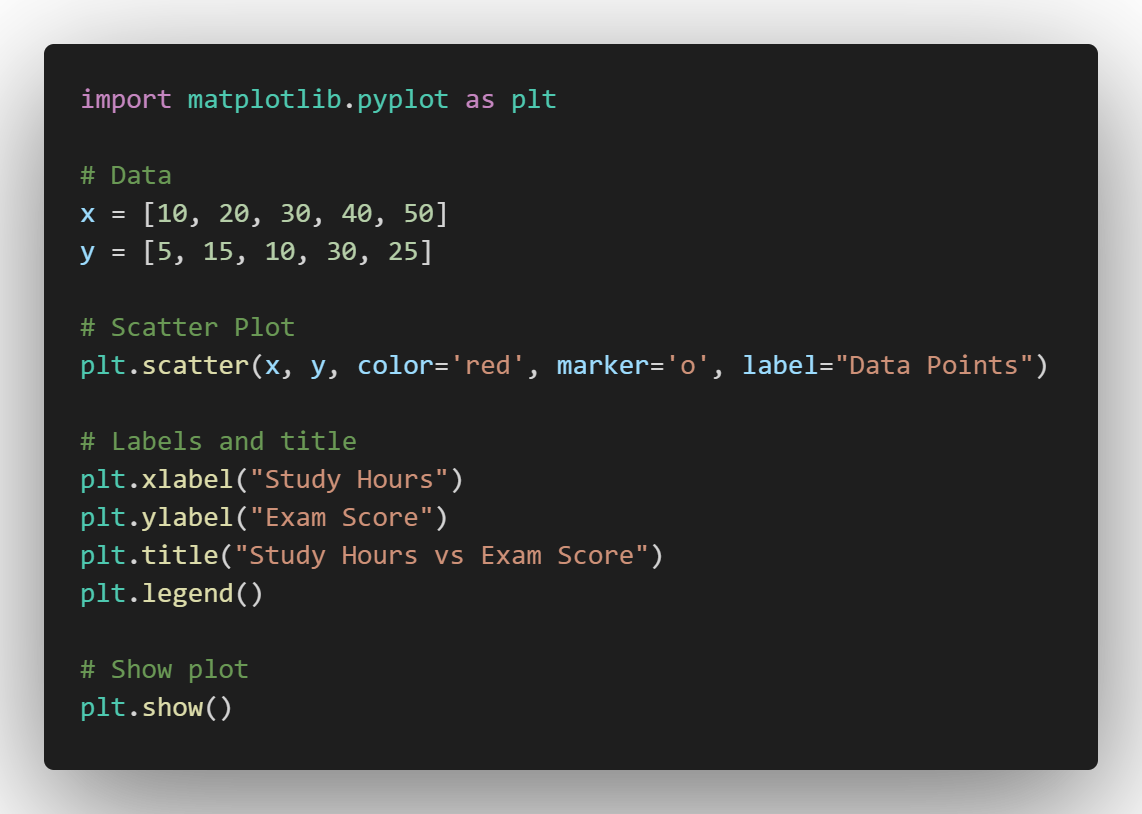 import matplotlib.pyplot as plt
# Data
x = [10, 20, 30, 40, 50]
y = [5, 15, 10, 30, 25]
# Scatter Plot
plt.scatter(x, y, color='red', marker='o', label="Data Points")
# Labels and title
plt.xlabel("Study Hours")
plt.ylabel("Exam Score")
plt.title("Study Hours vs Exam Score")
plt.legend()
# Show plot
plt.show()